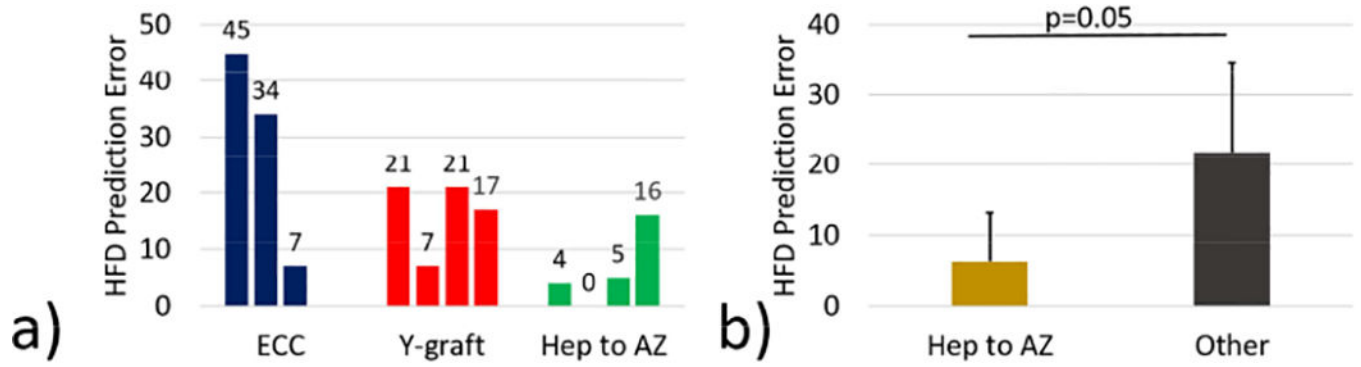 a)
HFD Prediction Error
50
40
30
20
10
0
45
34
7
21
7
21
17
4
0
5
16
ECC
Y-graft
Hep to AZ
b)
HFD Prediction Error
40
30
20
10
0
p=0.05
Hep to AZ
Other